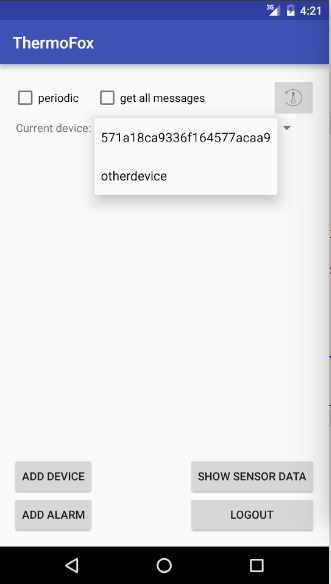 3G 4:21
ThermoFox
periodic get all messages
Current device:
571a18ca9336f164577acaa9
otherdevice
ADD DEVICE SHOW SENSOR DATA
ADD ALARM LOGOUT